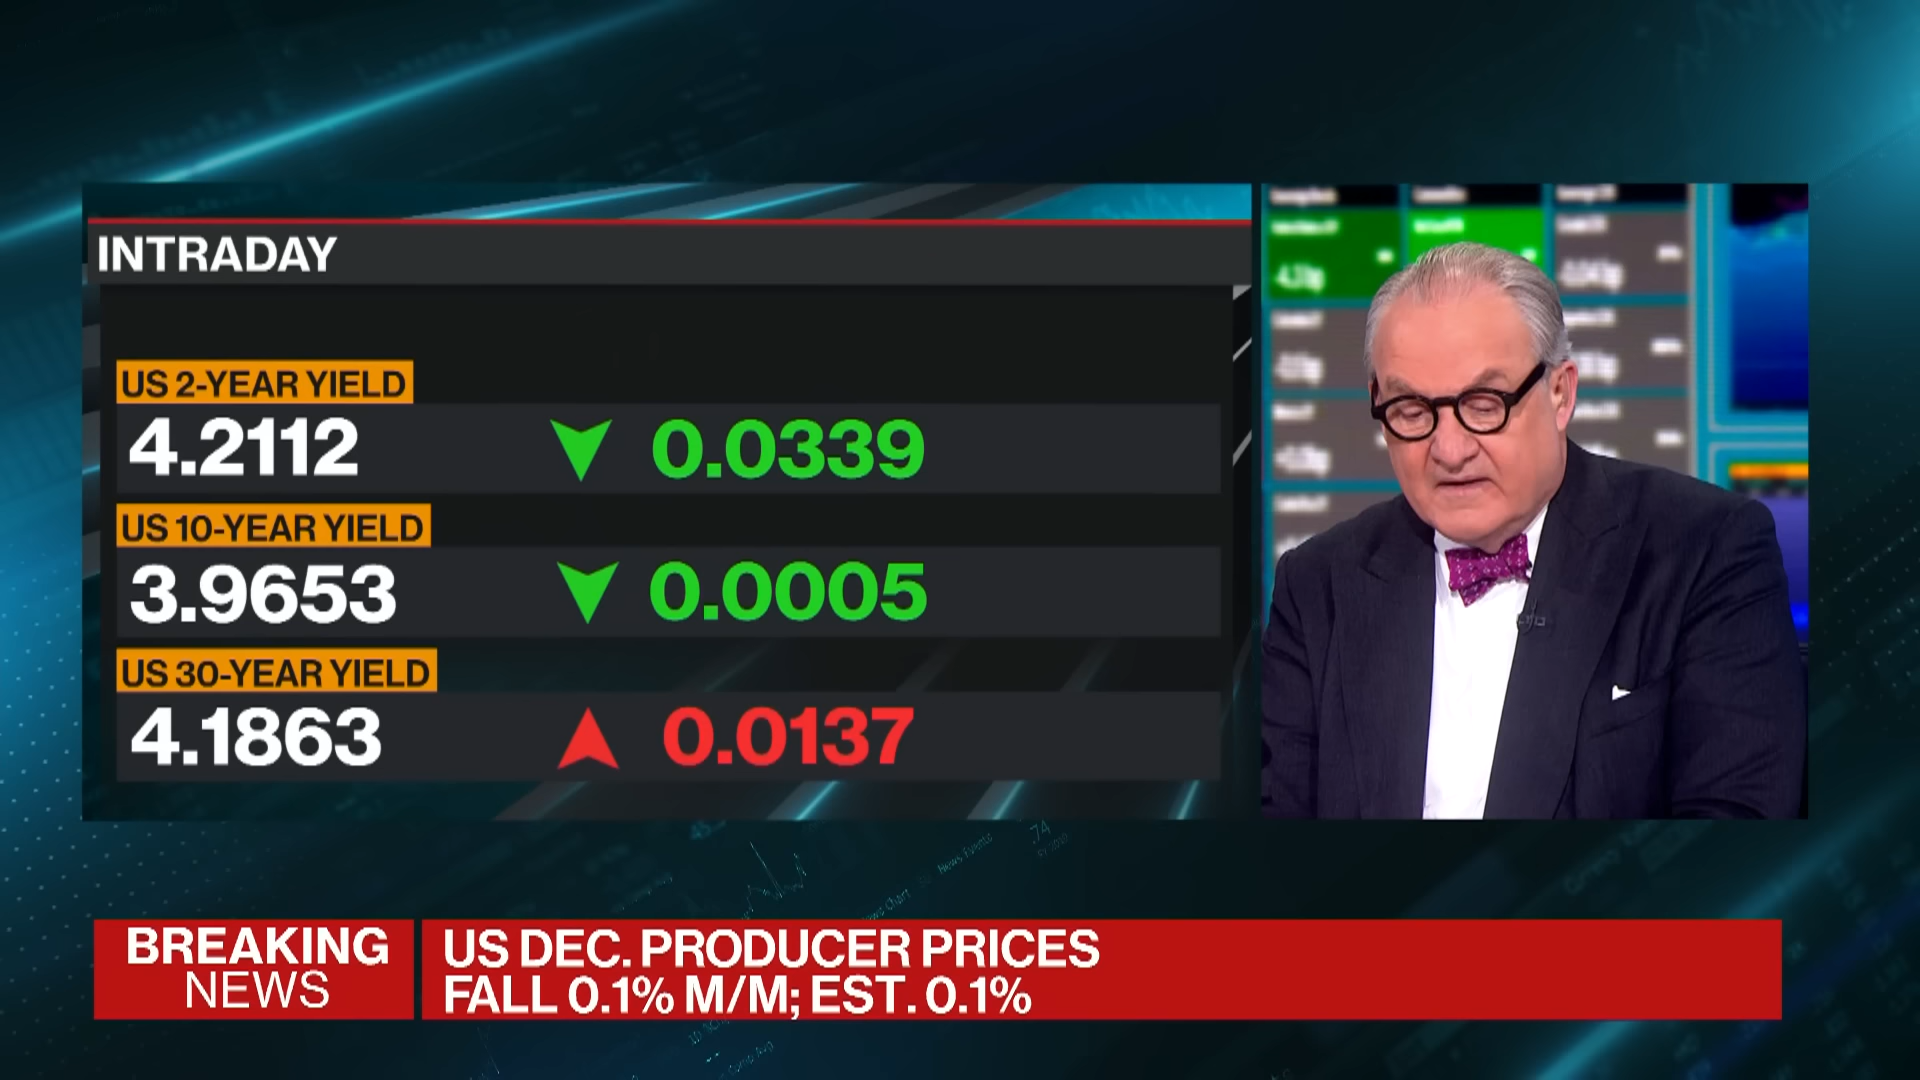 INTRADAY
US 2-YEAR YIELD
4.2112 ▼ 0.0339
US 10-YEAR YIELD
3.9653 ▼ 0.0005
US 30-YEAR YIELD
4.1863 ▲ 0.0137
BREAKING
NEWS
US DEC. PRODUCER PRICES
FALL 0.1% M/M; EST. 0.1%